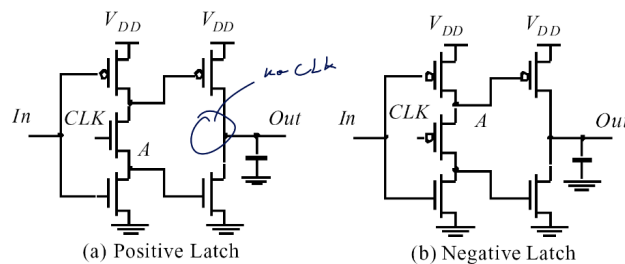 V_DD V_DD V_DD V_DD
no CLK
In CLK A Out In CLK A Out
(a) Positive Latch (b) Negative Latch